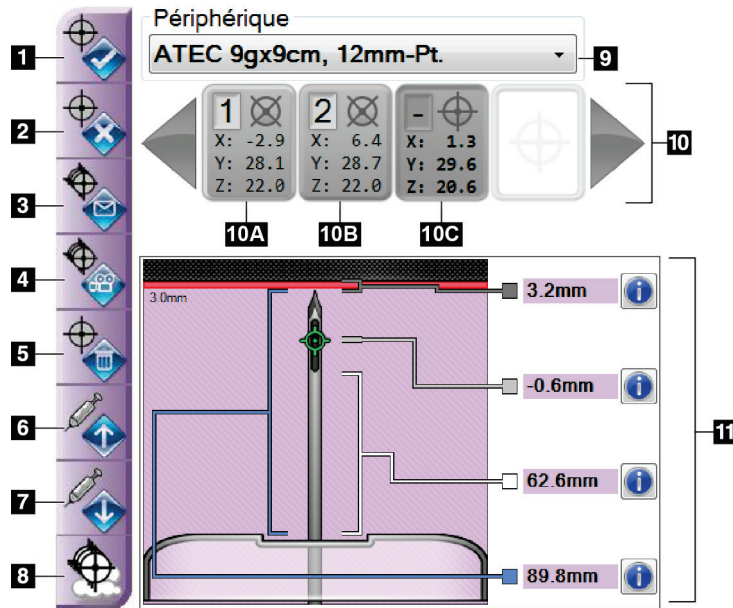 Périphérique
1
ATEC 9gx9cm, 12mm-Pt.
9
2
1
X: -2.9
Y: 28.1
Z: 22.0
2
X: 6.4
Y: 28.7
Z: 22.0
-
X: 1.3
Y: 29.6
Z: 20.6
10
3
10A
10B
10C
4
3.0mm
3.2mm
5
-0.6mm
6
11
62.6mm
7
8
89.8mm